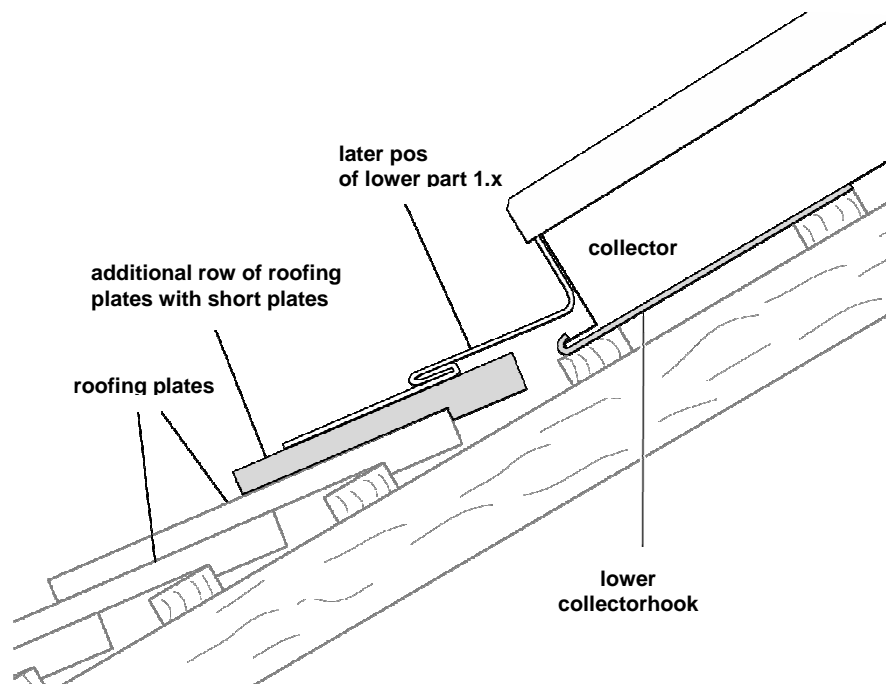 later pos
of lower part 1.x
collector
additional row of roofing
plates with short plates
roofing plates
lower
collectorhook